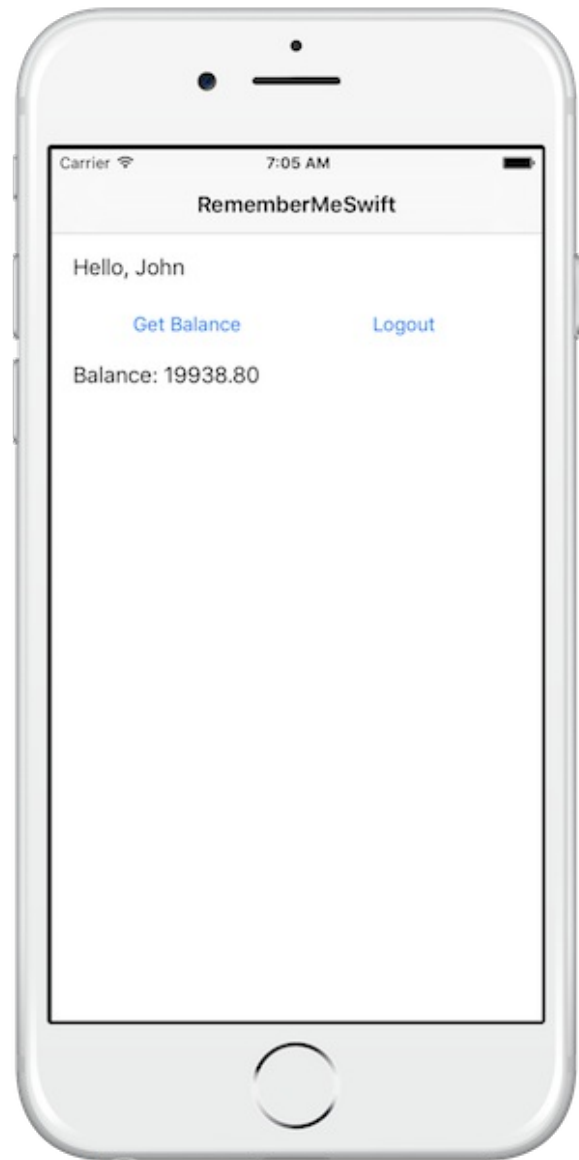 Carrier 7:05 AM
RememberMeSwift
Hello, John
Get Balance Logout
Balance: 19938.80